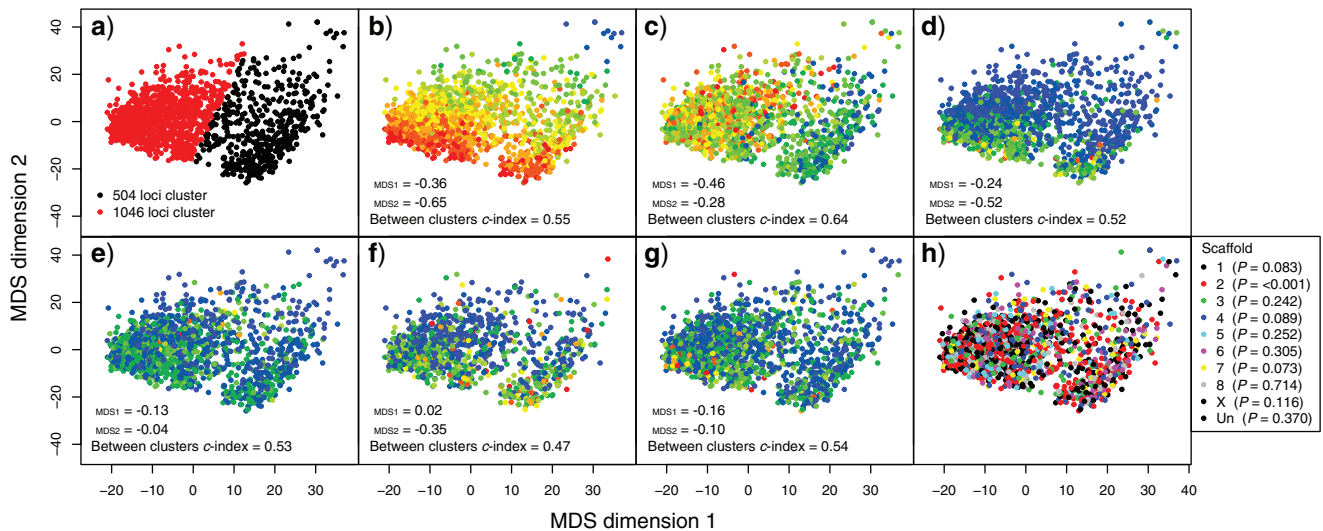 a)
504 loci cluster
1046 loci cluster
b)
MDS1 = -0.36
MDS2 = -0.65
Between clusters c-index = 0.55
c)
MDS1 = -0.46
MDS2 = -0.28
Between clusters c-index = 0.64
d)
MDS1 = -0.24
MDS2 = -0.52
Between clusters c-index = 0.52
40
20
0
−20
−40
e)
MDS1 = -0.13
MDS2 = -0.04
Between clusters c-index = 0.53
f)
MDS1 = 0.02
MDS2 = -0.35
Between clusters c-index = 0.47
g)
MDS1 = -0.16
MDS2 = -0.10
Between clusters c-index = 0.54
h)
40
20
0
−20
−40
Scaffold
1 (P = 0.083)
2 (P = <0.001)
3 (P = 0.242)
4 (P = 0.089)
5 (P = 0.252)
6 (P = 0.305)
7 (P = 0.073)
8 (P = 0.714)
X (P = 0.116)
Un (P = 0.370)
−20 −10 0 10 20 30
−20 −10 0 10 20 30
−20 −10 0 10 20 30
−20 −10 0 10 20 30 40
MDS dimension 2
MDS dimension 1